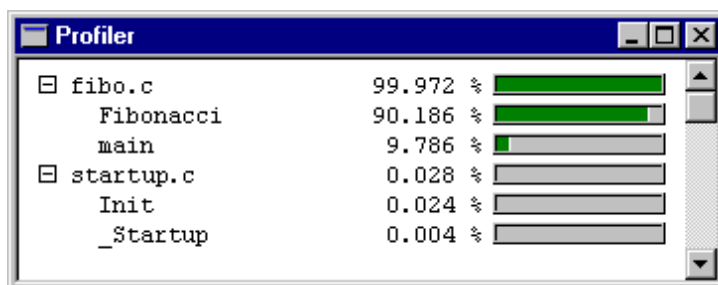 Profiler
fibo.c 99.972 %
Fibonacci 90.186 %
main 9.786 %
startup.c 0.028 %
Init 0.024 %
_Startup 0.004 %